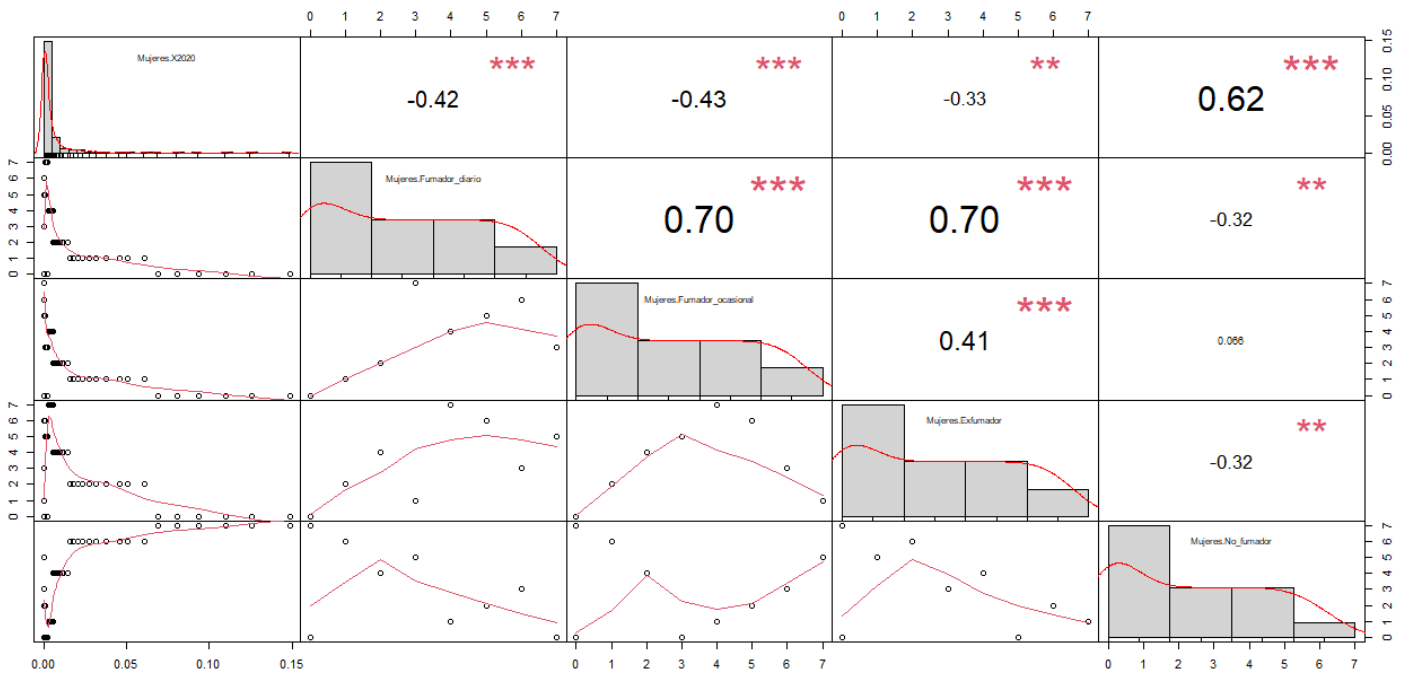 0 1 2 3 4 5 6 7 0 1 2 3 4 5 6 7
Mujeres.X2020 *** -0.42 *** -0.43 ** -0.33 *** 0.62 0.00 0.05 0.10 0.15
0 1 2 3 4 5 6 7 Mujeres.Fumador_diario *** 0.70 *** 0.70 ** -0.32
Mujeres.Fumador_ocasional *** 0.41 0.066 0 1 2 3 4 5 6 7
0 1 2 3 4 5 6 7 Mujeres.Exfumador ** -0.32
Mujeres.No_fumador 0 1 2 3 4 5 6 7
0.00 0.05 0.10 0.15 0 1 2 3 4 5 6 7 0 1 2 3 4 5 6 7